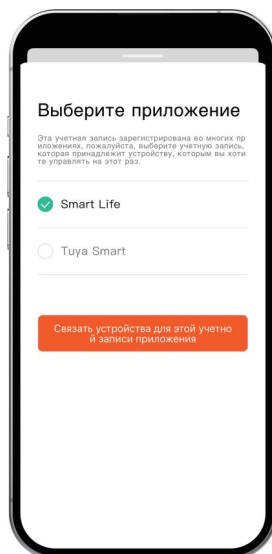 Выберите приложение
Эта учетная запись зарегистрирована во многих пр
иложениях, пожалуйста, выберите учетную запись,
которая принадлежит устройству, которым вы хоти
те управлять на этот раз.
Smart Life
Tuya Smart
Связать устройства для этой учетно
й записи приложения